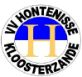 VV HONTENISSE
H
KLOOSTERZANDE